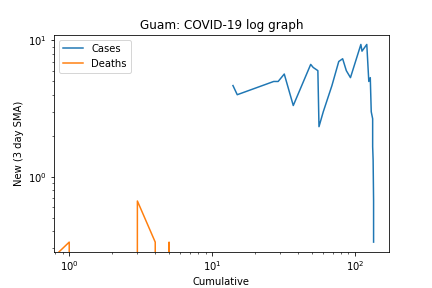 Guam: COVID-19 log graph
Cases
Deaths
New (3 day SMA)
10¹
10⁰
10⁰ 10¹ 10²
Cumulative